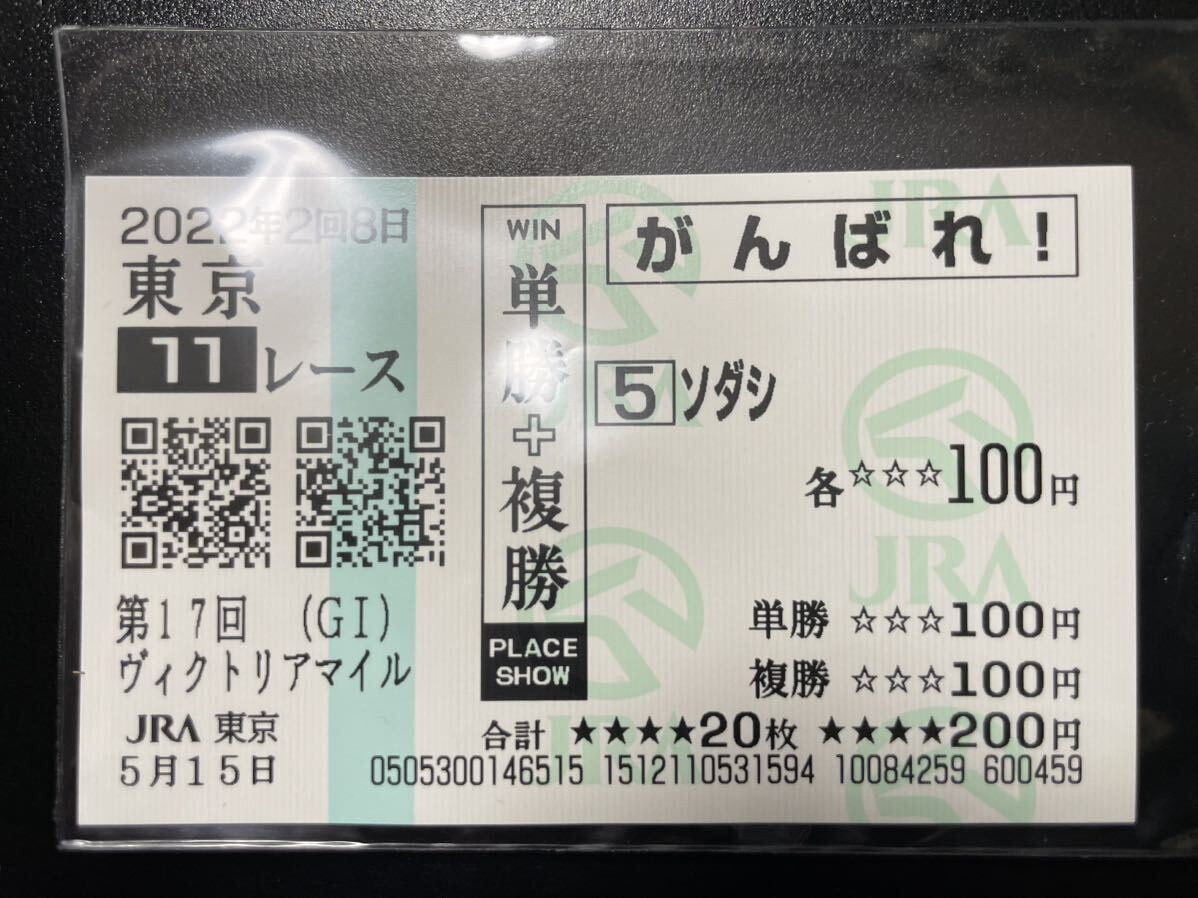 2022年2回8日
東京
11レース
第17回 (GI)
ヴィクトリアマイル
JRA 東京
5月15日
WIN
単勝+複勝
PLACE
SHOW
がんばれ!
5ソダシ
各☆☆☆100円
単勝 ☆☆☆100円
複勝 ☆☆☆100円
合計 ★★★★20枚 ★★★★200円
0505300146515 1512110531594 10084259 600459
JRA
JRA
JRA